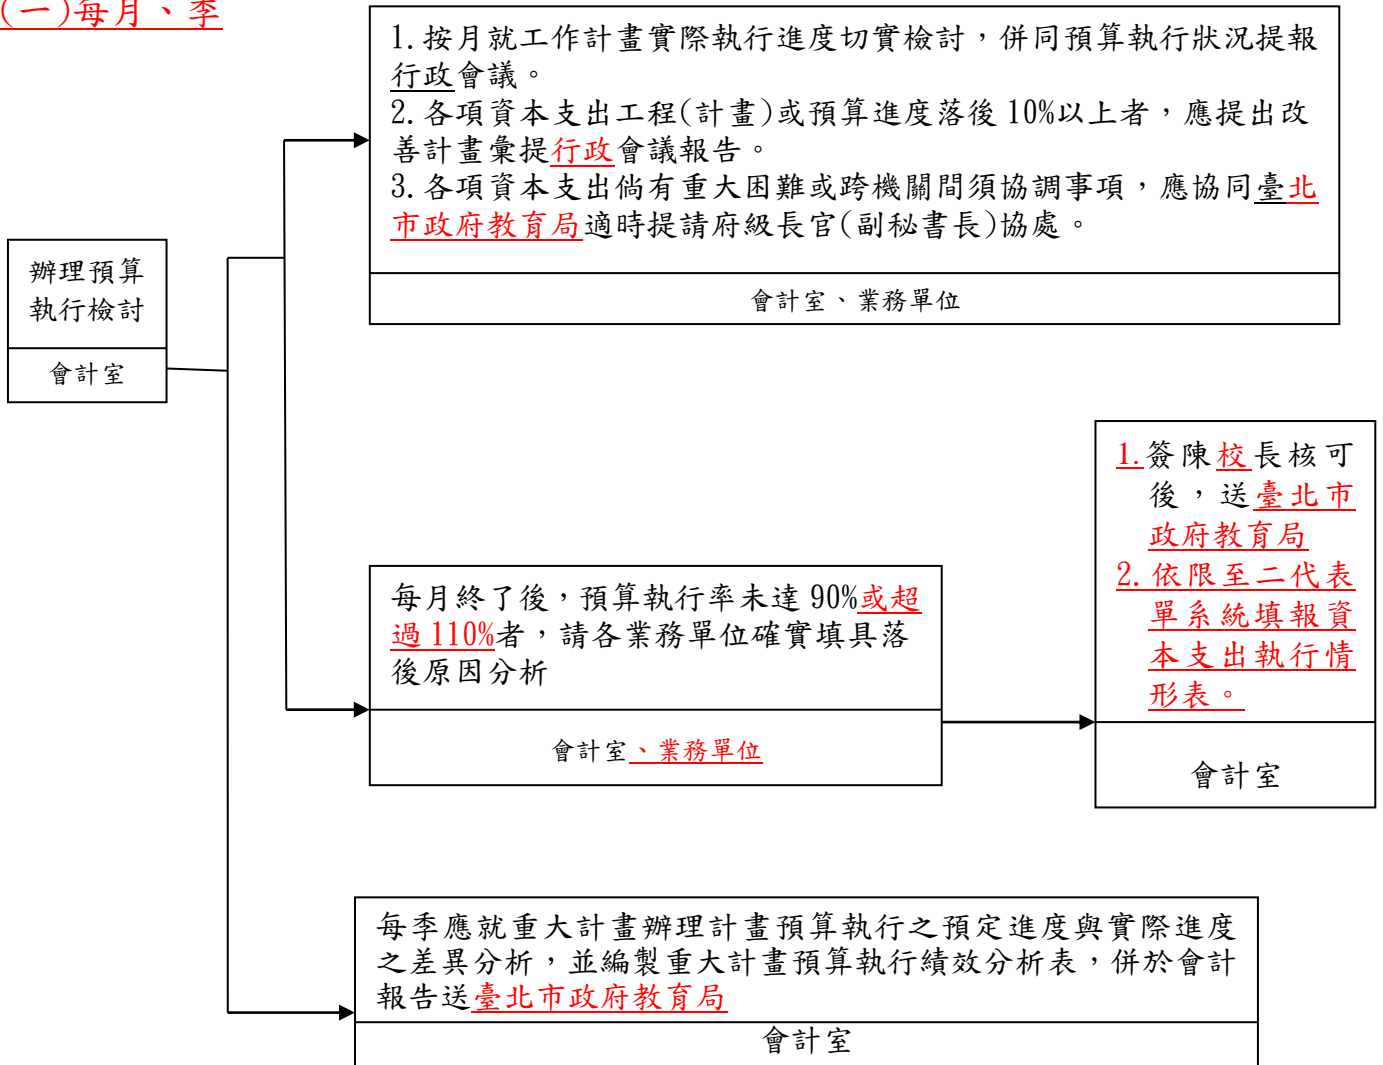 (一)每月、季
1.按月就工作計畫實際執行進度切實檢討，併同預算執行狀況提報
行政會議。
2.各項資本支出工程(計畫)或預算進度落後10%以上者，應提出改
善計畫彙提行政會議報告。
3.各項資本支出倘有重大困難或跨機關間須協調事項，應協同臺北
市政府教育局適時提請府級長官(副秘書長)協處。
會計室、業務單位
辦理預算
執行檢討
會計室
每月終了後，預算執行率未達90%或超
過110%者，請各業務單位確實填具落
後原因分析
會計室、業務單位
1.簽陳校長核可
後，送臺北市
政府教育局
2.依限至二代表
單系統填報資
本支出執行情
形表。
會計室
每季應就重大計畫辦理計畫預算執行之預定進度與實際進度
之差異分析，並編製重大計畫預算執行績效分析表，併於會計
報告送臺北市政府教育局
會計室